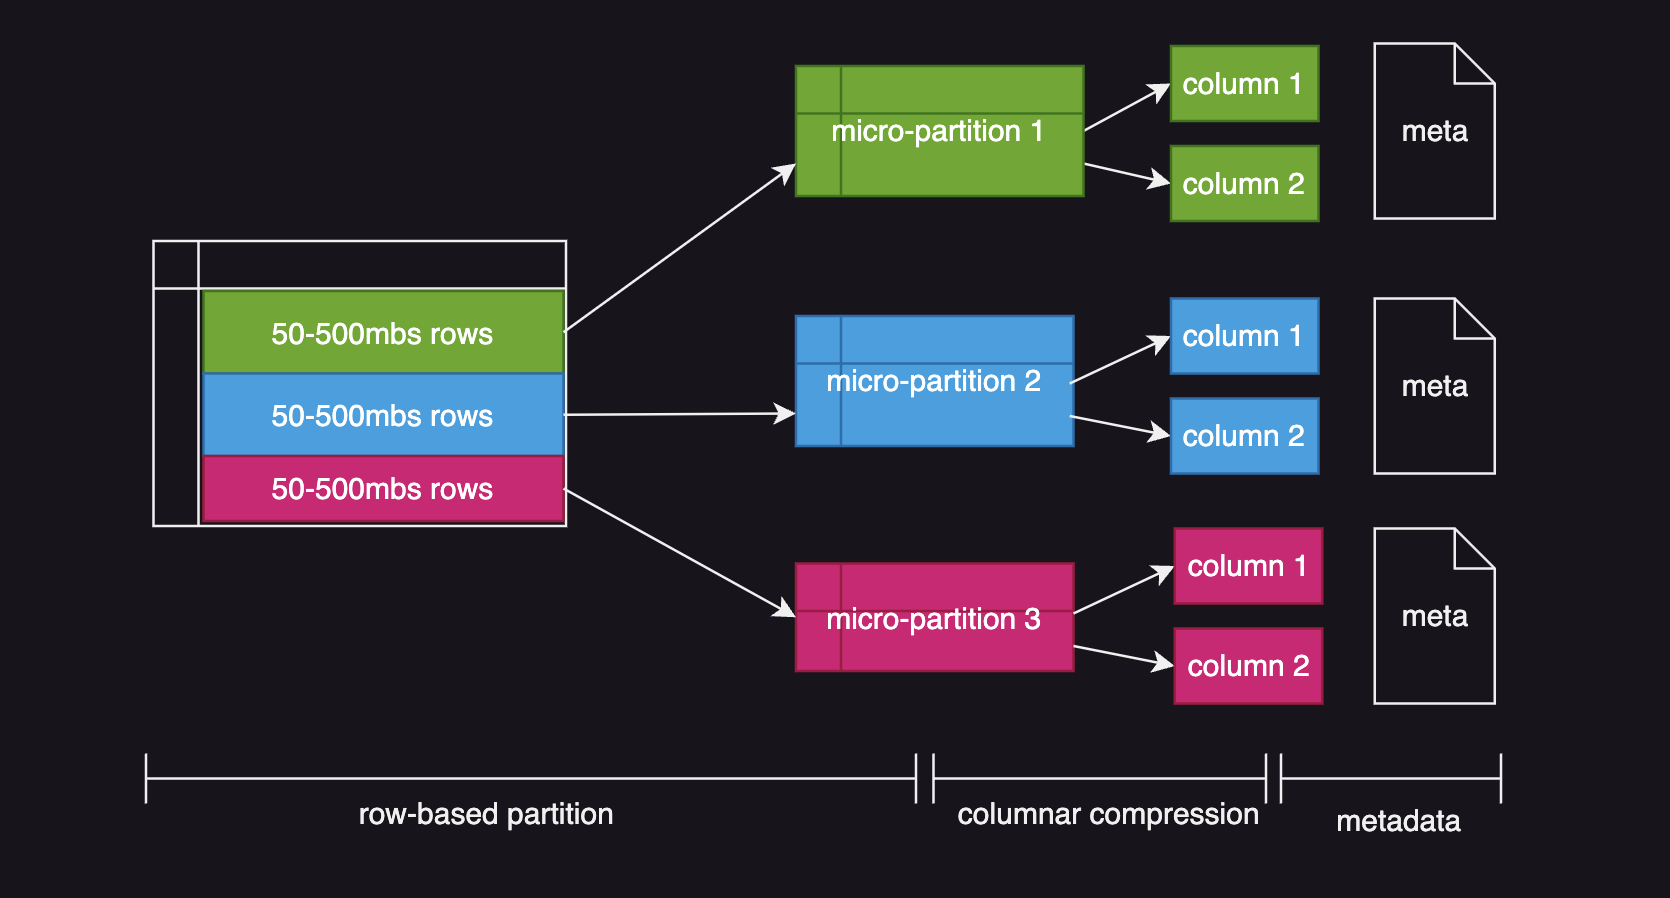 50-500mbs rows
50-500mbs rows
50-500mbs rows
micro-partition 1
column 1
column 2
meta
micro-partition 2
column 1
column 2
meta
micro-partition 3
column 1
column 2
meta
row-based partition
columnar compression
metadata